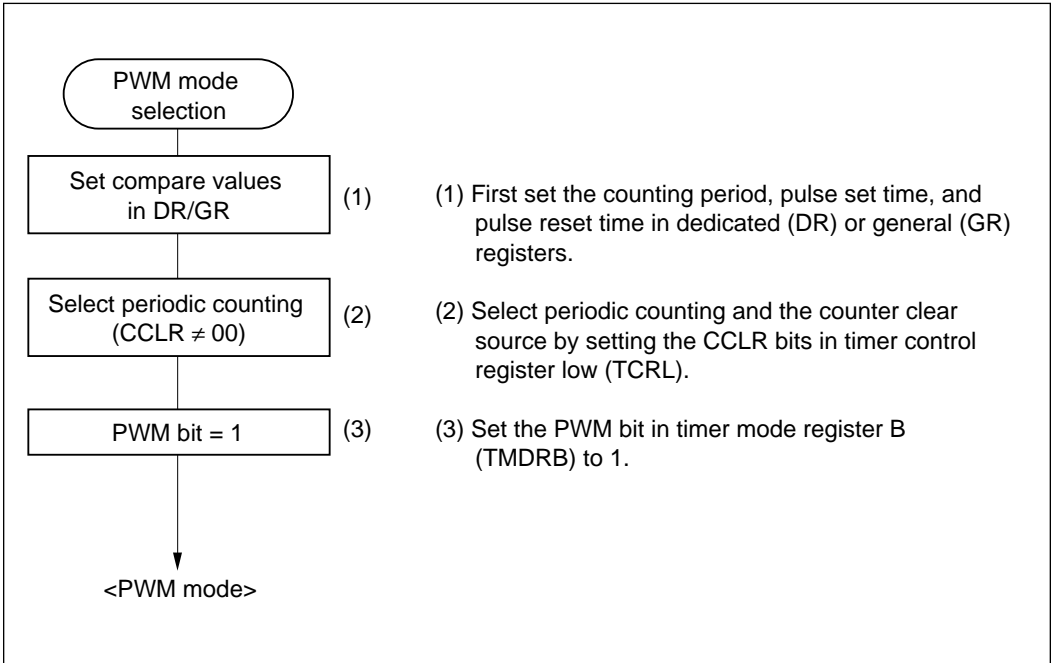 PWM mode
selection
Set compare values
in DR/GR
(1)
(1) First set the counting period, pulse set time, and
pulse reset time in dedicated (DR) or general (GR)
registers.
Select periodic counting
(CCLR ≠ 00)
(2)
(2) Select periodic counting and the counter clear
source by setting the CCLR bits in timer control
register low (TCRL).
PWM bit = 1
(3)
(3) Set the PWM bit in timer mode register B
(TMDRB) to 1.
<PWM mode>